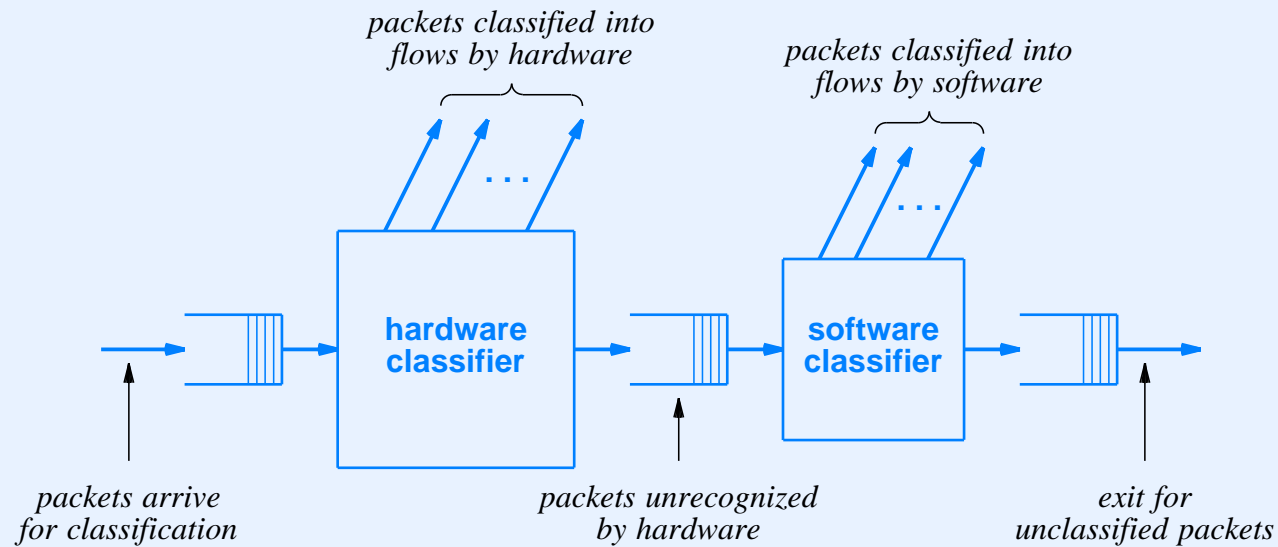 packets classified into
flows by hardware
packets classified into
flows by software
. . .
. . .
hardware
classifier
software
classifier
packets arrive
for classification
packets unrecognized
by hardware
exit for
unclassified packets